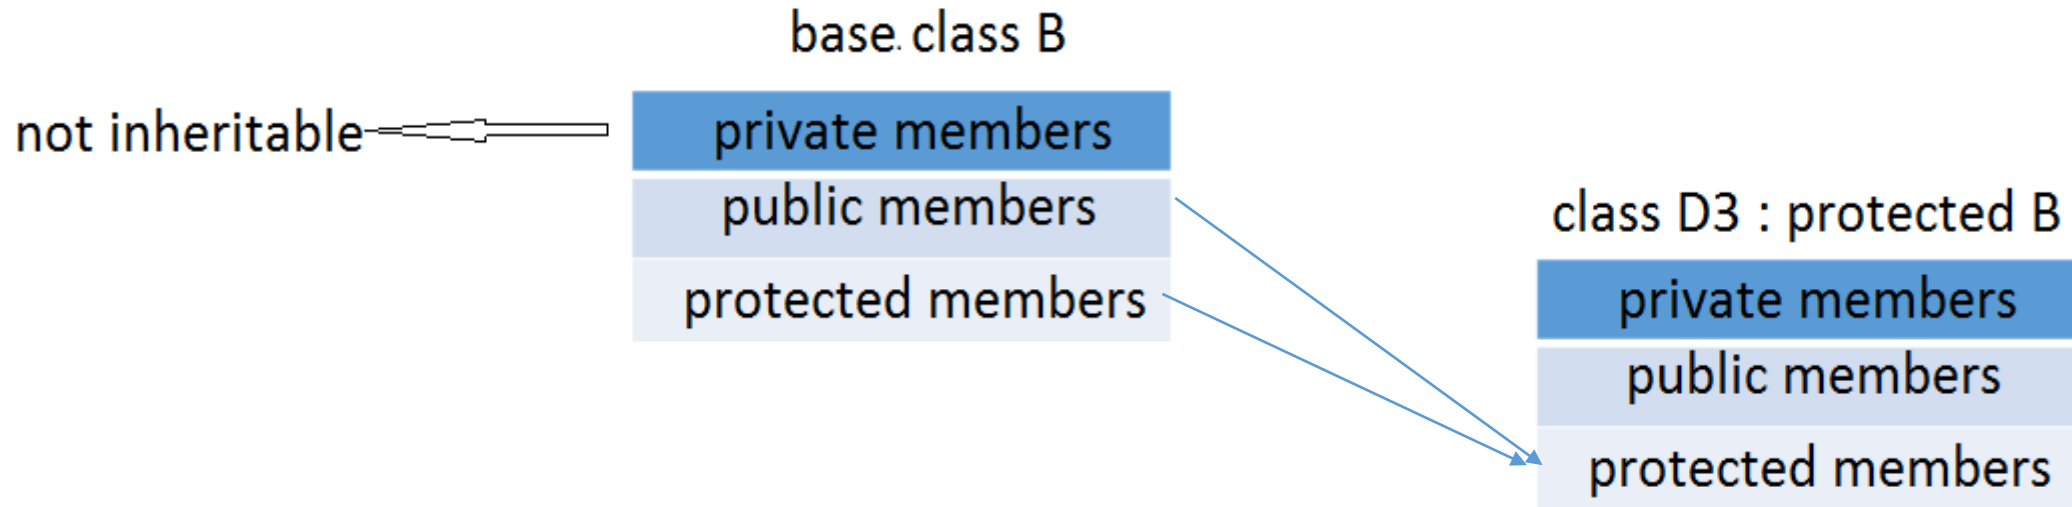 base class B
not inheritable
private members
public members
protected members
class D3 : protected B
private members
public members
protected members